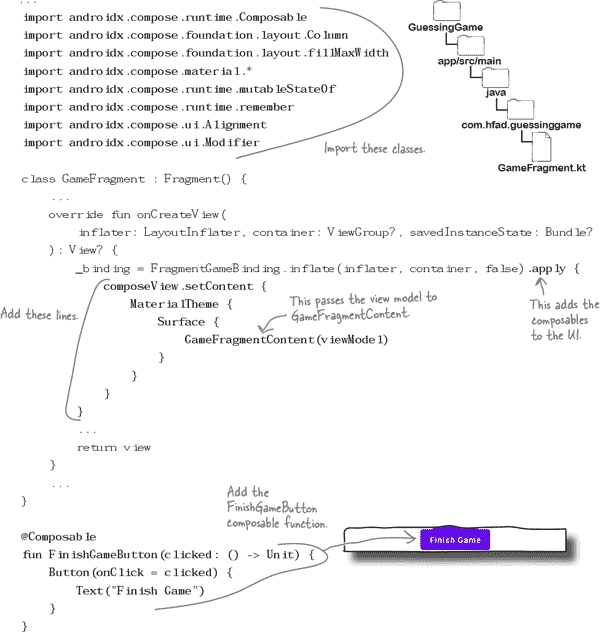 ...
import androidx.compose.runtime.Composable
import androidx.compose.foundation.layout.Column
import androidx.compose.foundation.layout.fillMaxWidth
import androidx.compose.material.*
import androidx.compose.runtime.mutableStateOf
import androidx.compose.runtime.remember
import androidx.compose.ui.Alignment
import androidx.compose.ui.Modifier
Import these classes.
GuessingGame
app/src/main
java
com.hfad.guessinggame
GameFragment.kt
class GameFragment : Fragment() {
...
override fun onCreateView(
inflater: LayoutInflater, container: ViewGroup?, savedInstanceState: Bundle?
): View? {
_binding = FragmentGameBinding.inflate(inflater, container, false).apply {
composeView.setContent {
MaterialTheme {
Surface {
GameFragmentContent(viewModel)
}
}
}
}
Add these lines.
This passes the view model to
GameFragmentContent.
This adds the
composables
to the UI.
...
return view
}
...
}
Add the
FinishGameButton
composable function.
@Composable
fun FinishGameButton(clicked: () -> Unit) {
Button(onClick = clicked) {
Text("Finish Game")
}
}
Finish Game